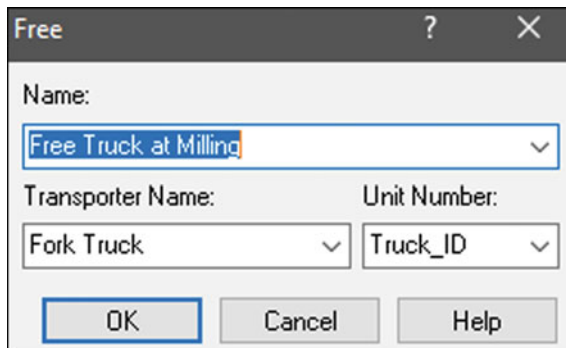 Free ?
Name:
Free Truck at Milling
Transporter Name: Unit Number:
Fork Truck Truck_ID
OK Cancel Help